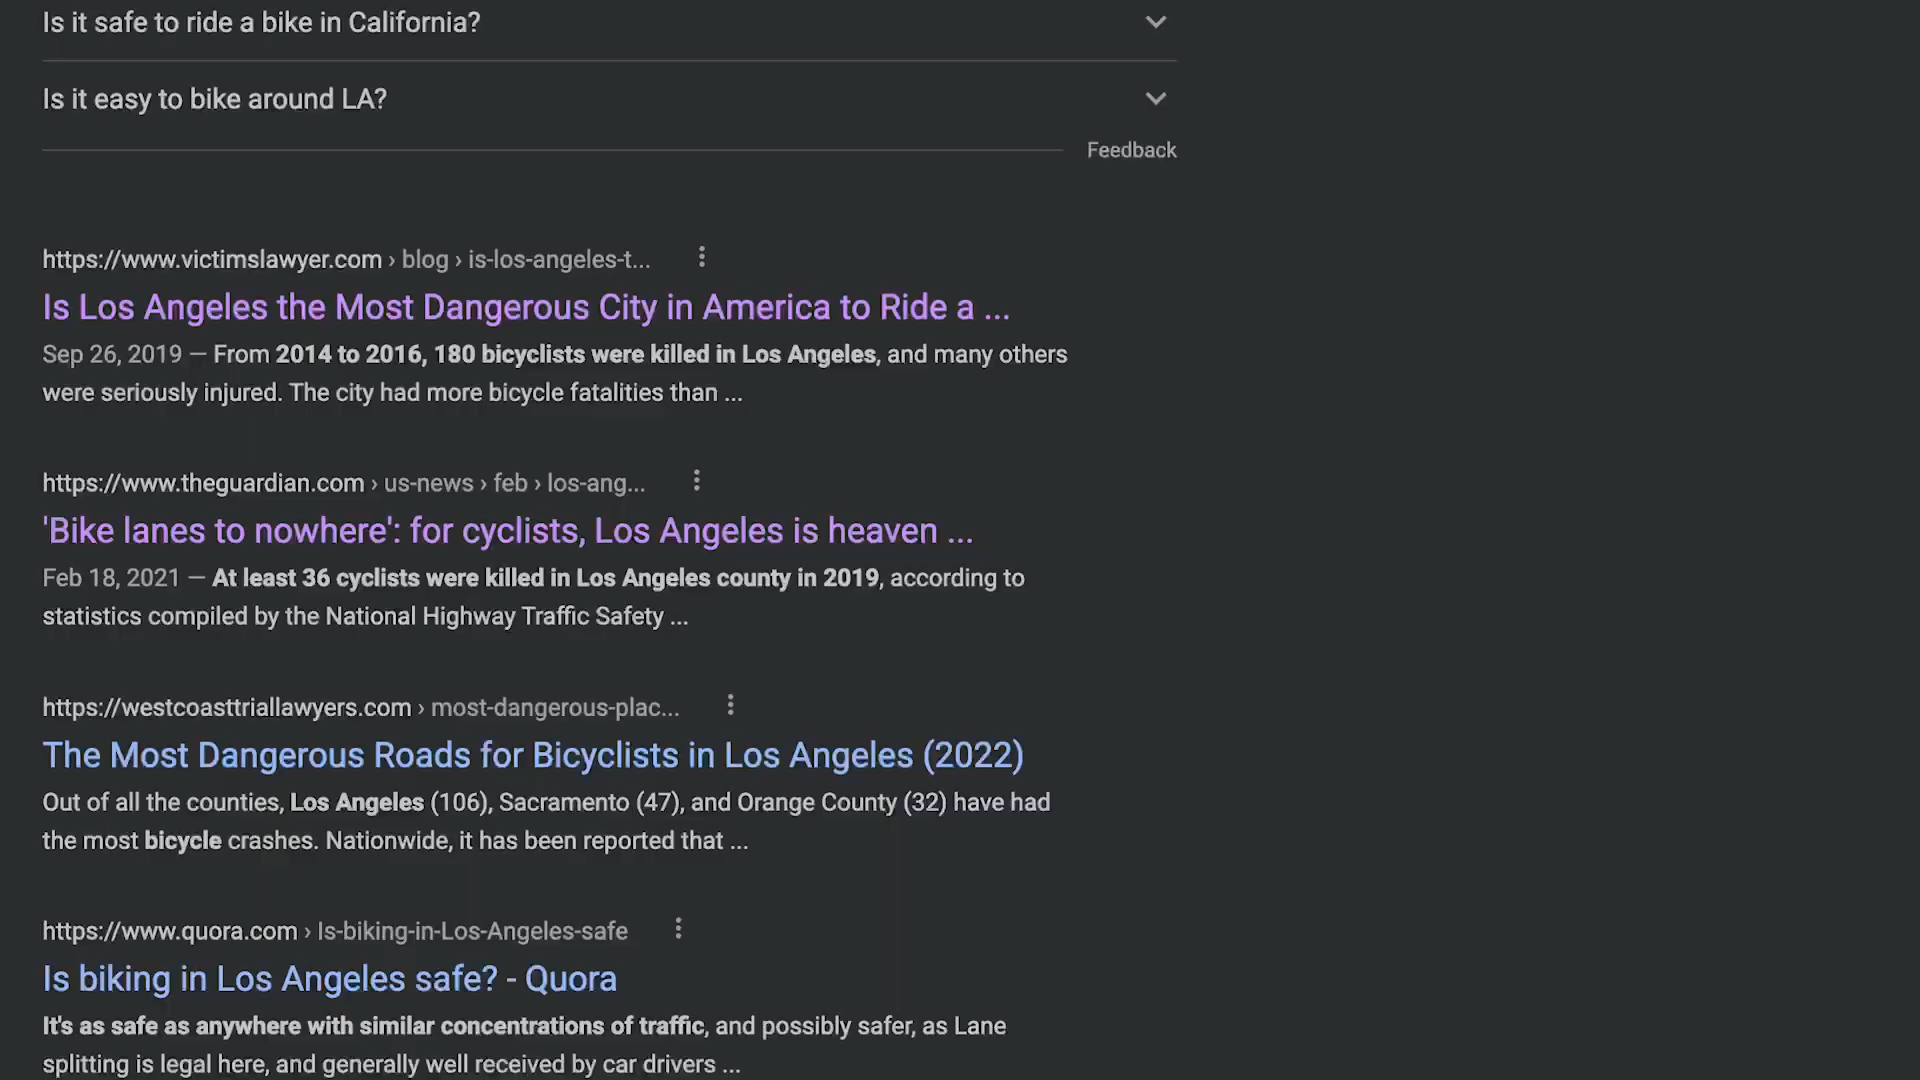 Is it safe to ride a bike in California?
Is it easy to bike around LA?
Feedback
https://www.victimslawyer.com › blog › is-los-angeles-t...
Is Los Angeles the Most Dangerous City in America to Ride a ...
Sep 26, 2019 — From 2014 to 2016, 180 bicyclists were killed in Los Angeles, and many others
were seriously injured. The city had more bicycle fatalities than ...
https://www.theguardian.com › us-news › feb › los-ang...
'Bike lanes to nowhere': for cyclists, Los Angeles is heaven ...
Feb 18, 2021 — At least 36 cyclists were killed in Los Angeles county in 2019, according to
statistics compiled by the National Highway Traffic Safety ...
https://westcoasttriallawyers.com › most-dangerous-plac...
The Most Dangerous Roads for Bicyclists in Los Angeles (2022)
Out of all the counties, Los Angeles (106), Sacramento (47), and Orange County (32) have had
the most bicycle crashes. Nationwide, it has been reported that ...
https://www.quora.com › Is-biking-in-Los-Angeles-safe
Is biking in Los Angeles safe? - Quora
It's as safe as anywhere with similar concentrations of traffic, and possibly safer, as Lane
splitting is legal here, and generally well received by car drivers ...